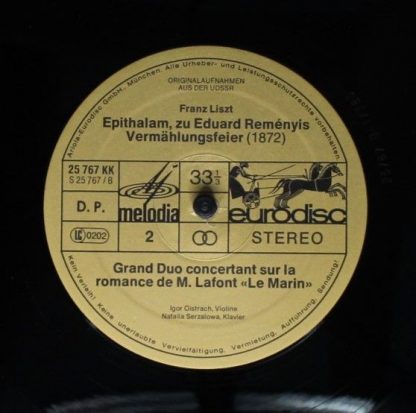 Ariola-Eurodisc GmbH., München. Alle Urheber- und Leistungsschutzrechte vorbehalten.
ORIGINALAUFNAHMEN
AUS DER UDSSR
Franz Liszt
Epithalam, zu Eduard Reményis
Vermählungsfeier (1872)
25 767 KK
S 25 767 / B
33 1/3
D. P.
melodia
eurodisc
LC 0202
2
STEREO
Grand Duo concertant sur la
romance de M. Lafont «Le Marin»
Igor Oistrach, Violine
Natalia Serzalowa, Klavier
Kein Verleih! Keine unerlaubte Vervielfältigung, Vermietung, Aufführung, Sendung!